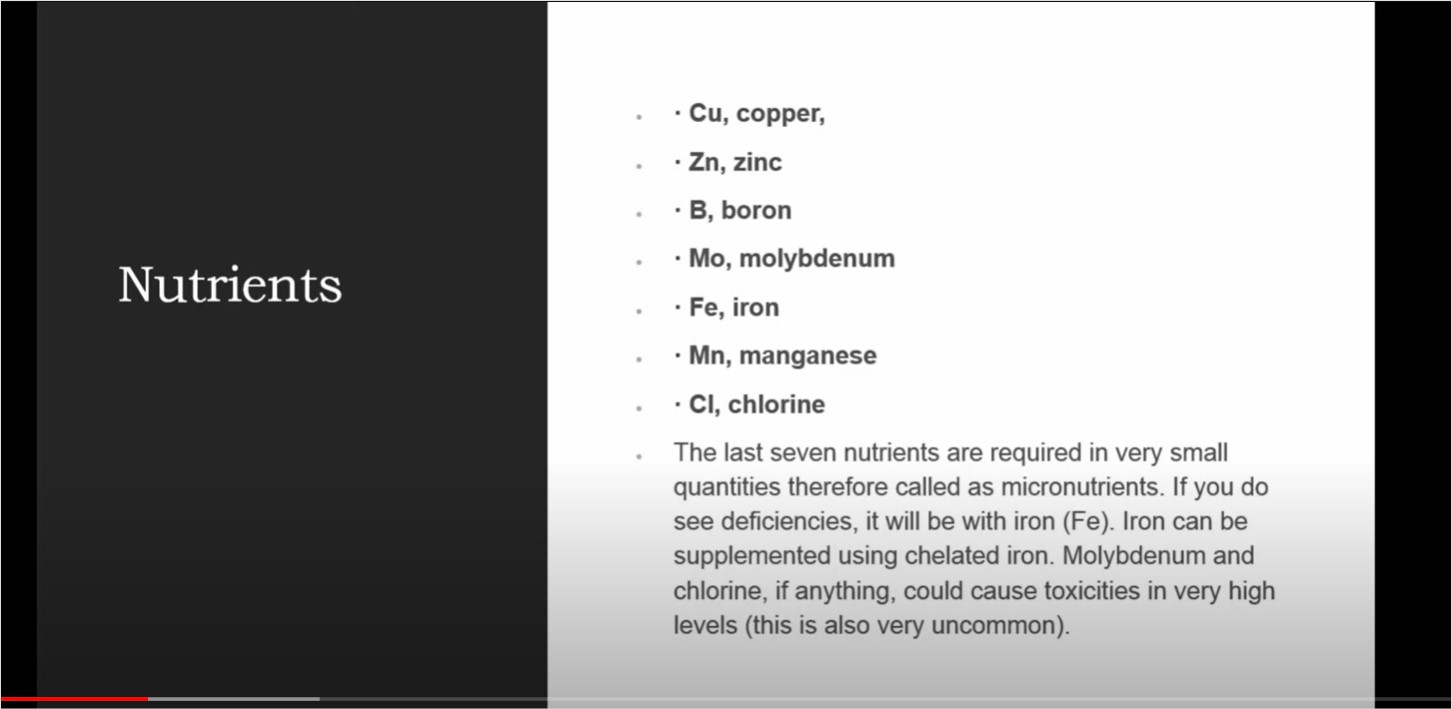 Nutrients
· Cu, copper,
· Zn, zinc
· B, boron
· Mo, molybdenum
· Fe, iron
· Mn, manganese
· Cl, chlorine
The last seven nutrients are required in very small
quantities therefore called as micronutrients. If you do
see deficiencies, it will be with iron (Fe). Iron can be
supplemented using chelated iron. Molybdenum and
chlorine, if anything, could cause toxicities in very high
levels (this is also very uncommon).